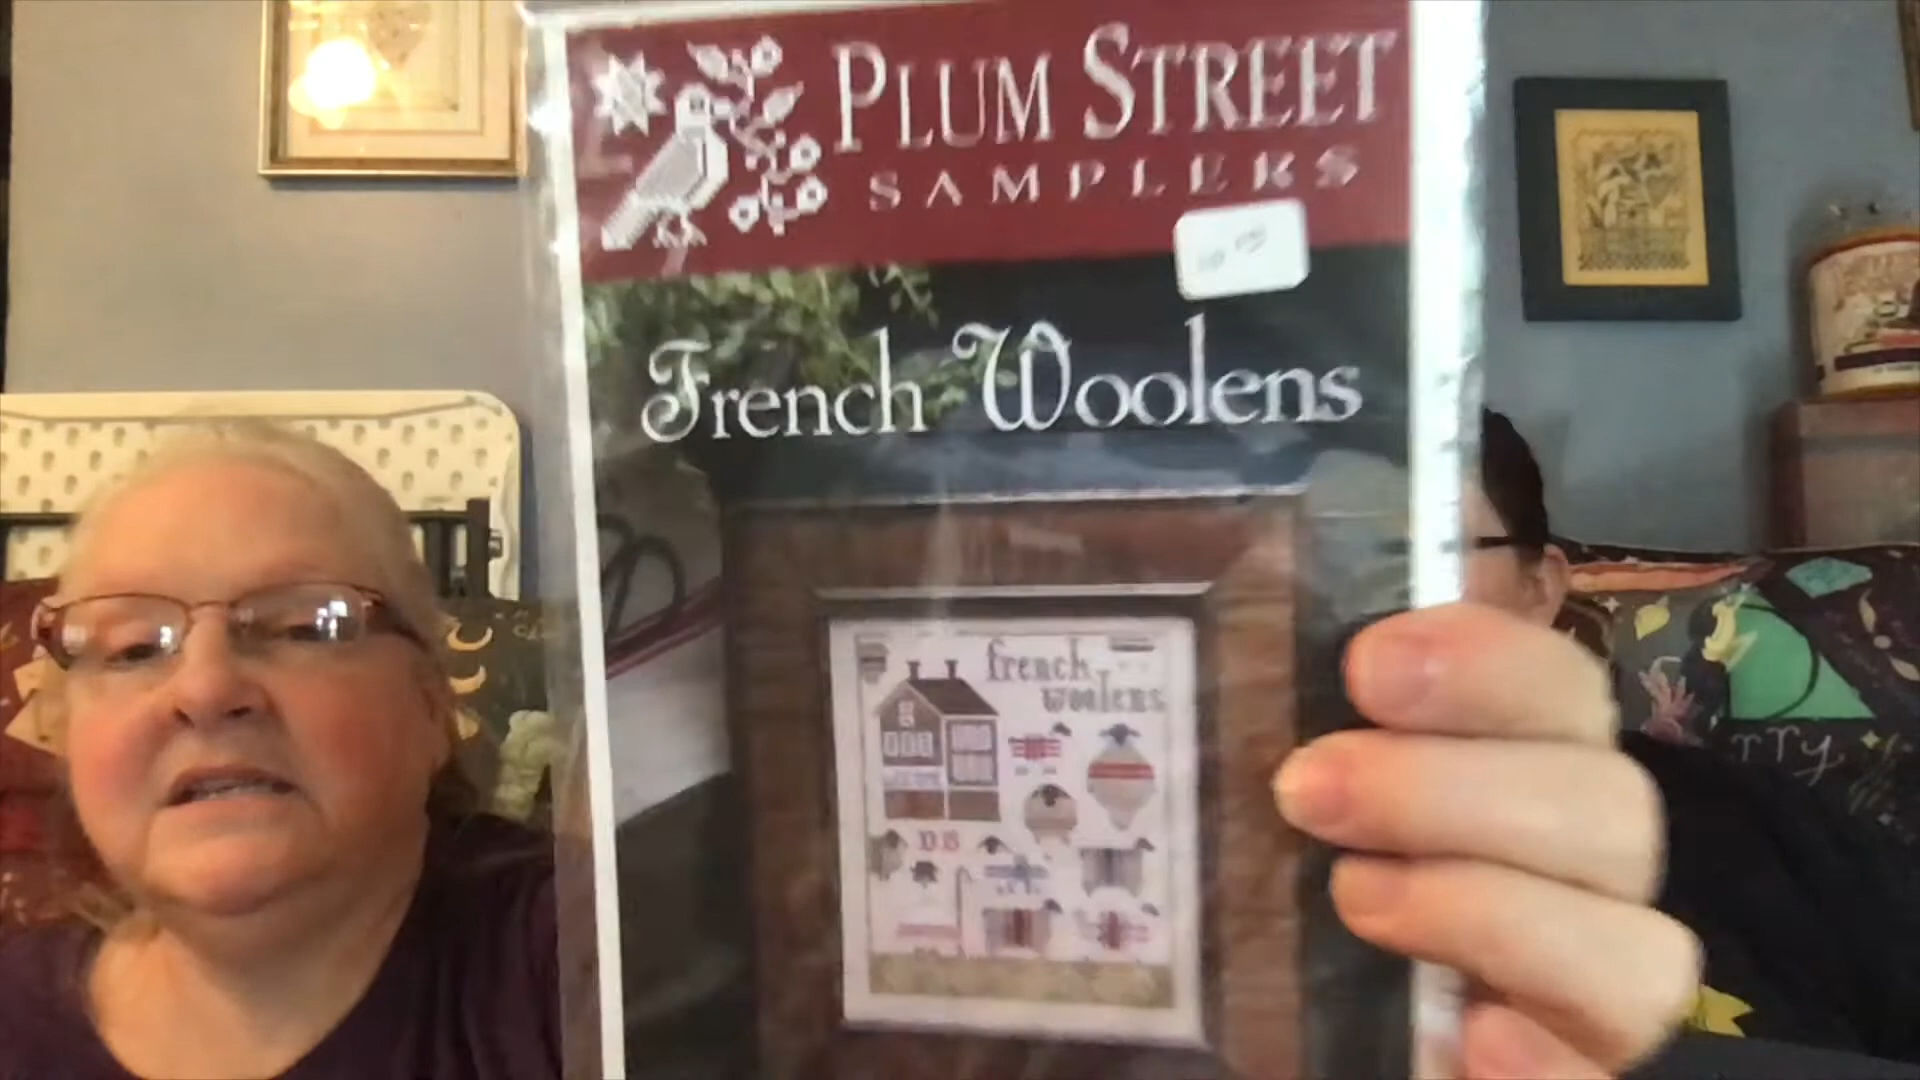 PLUM STREET
SAMPLERS
French Woolens
french
woolens